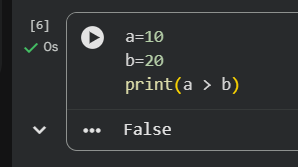 [6]
0s
a=10
b=20
print(a > b)
False